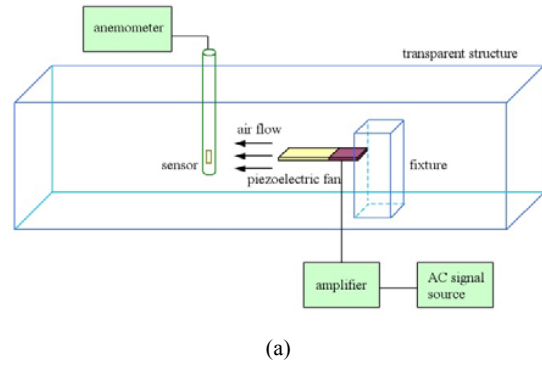 anemometer
transparent structure
air flow
sensor
piezoelectric fan
fixture
amplifier
AC signal
source
(a)